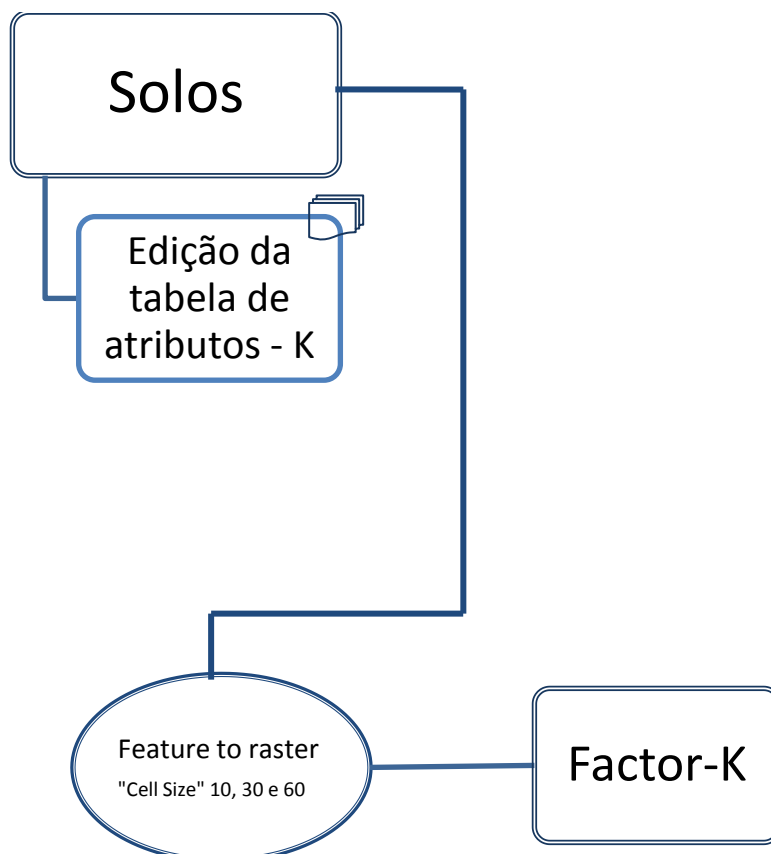 Solos
Edição da
tabela de
atributos - K
Feature to raster
"Cell Size" 10, 30 e 60
Factor-K